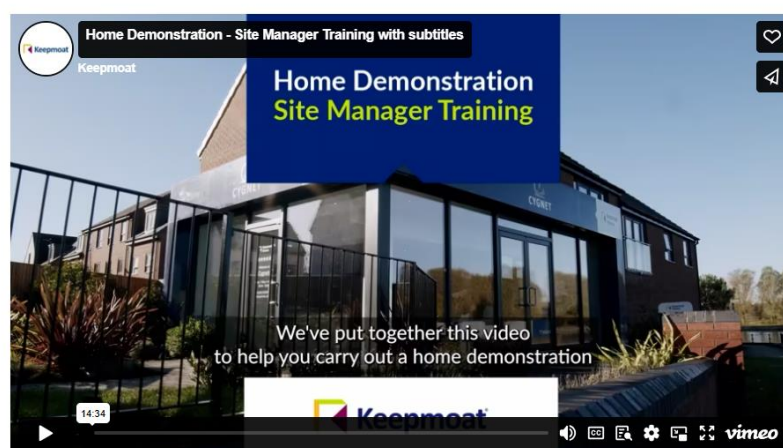 Home Demonstration - Site Manager Training with subtitles
Keepmoat
Keepmoat
Home Demonstration
Site Manager Training
CYGNET
CYGNET
We've put together this video
to help you carry out a home demonstration
Keepmoat
14:34
CC
vimeo